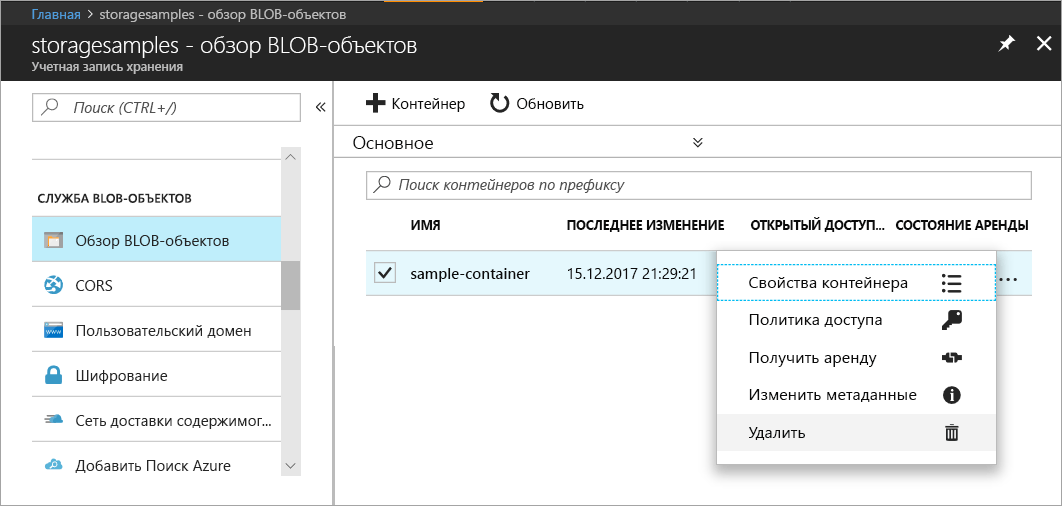 Главная > storagesamples - обзор BLOB-объектов
storagesamples - обзор BLOB-объектов
Учетная запись хранения
Поиск (CTRL+/)
СЛУЖБА BLOB-ОБЪЕКТОВ
Обзор BLOB-объектов
CORS
Пользовательский домен
Шифрование
Сеть доставки содержимог...
Добавить Поиск Azure
Контейнер Обновить
Основное
Поиск контейнеров по префиксу
ИМЯ ПОСЛЕДНЕЕ ИЗМЕНЕНИЕ ОТКРЫТЫЙ ДОСТУП... СОСТОЯНИЕ АРЕНДЫ
sample-container 15.12.2017 21:29:21 ...
Свойства контейнера
Политика доступа
Получить аренду
Изменить метаданные
Удалить